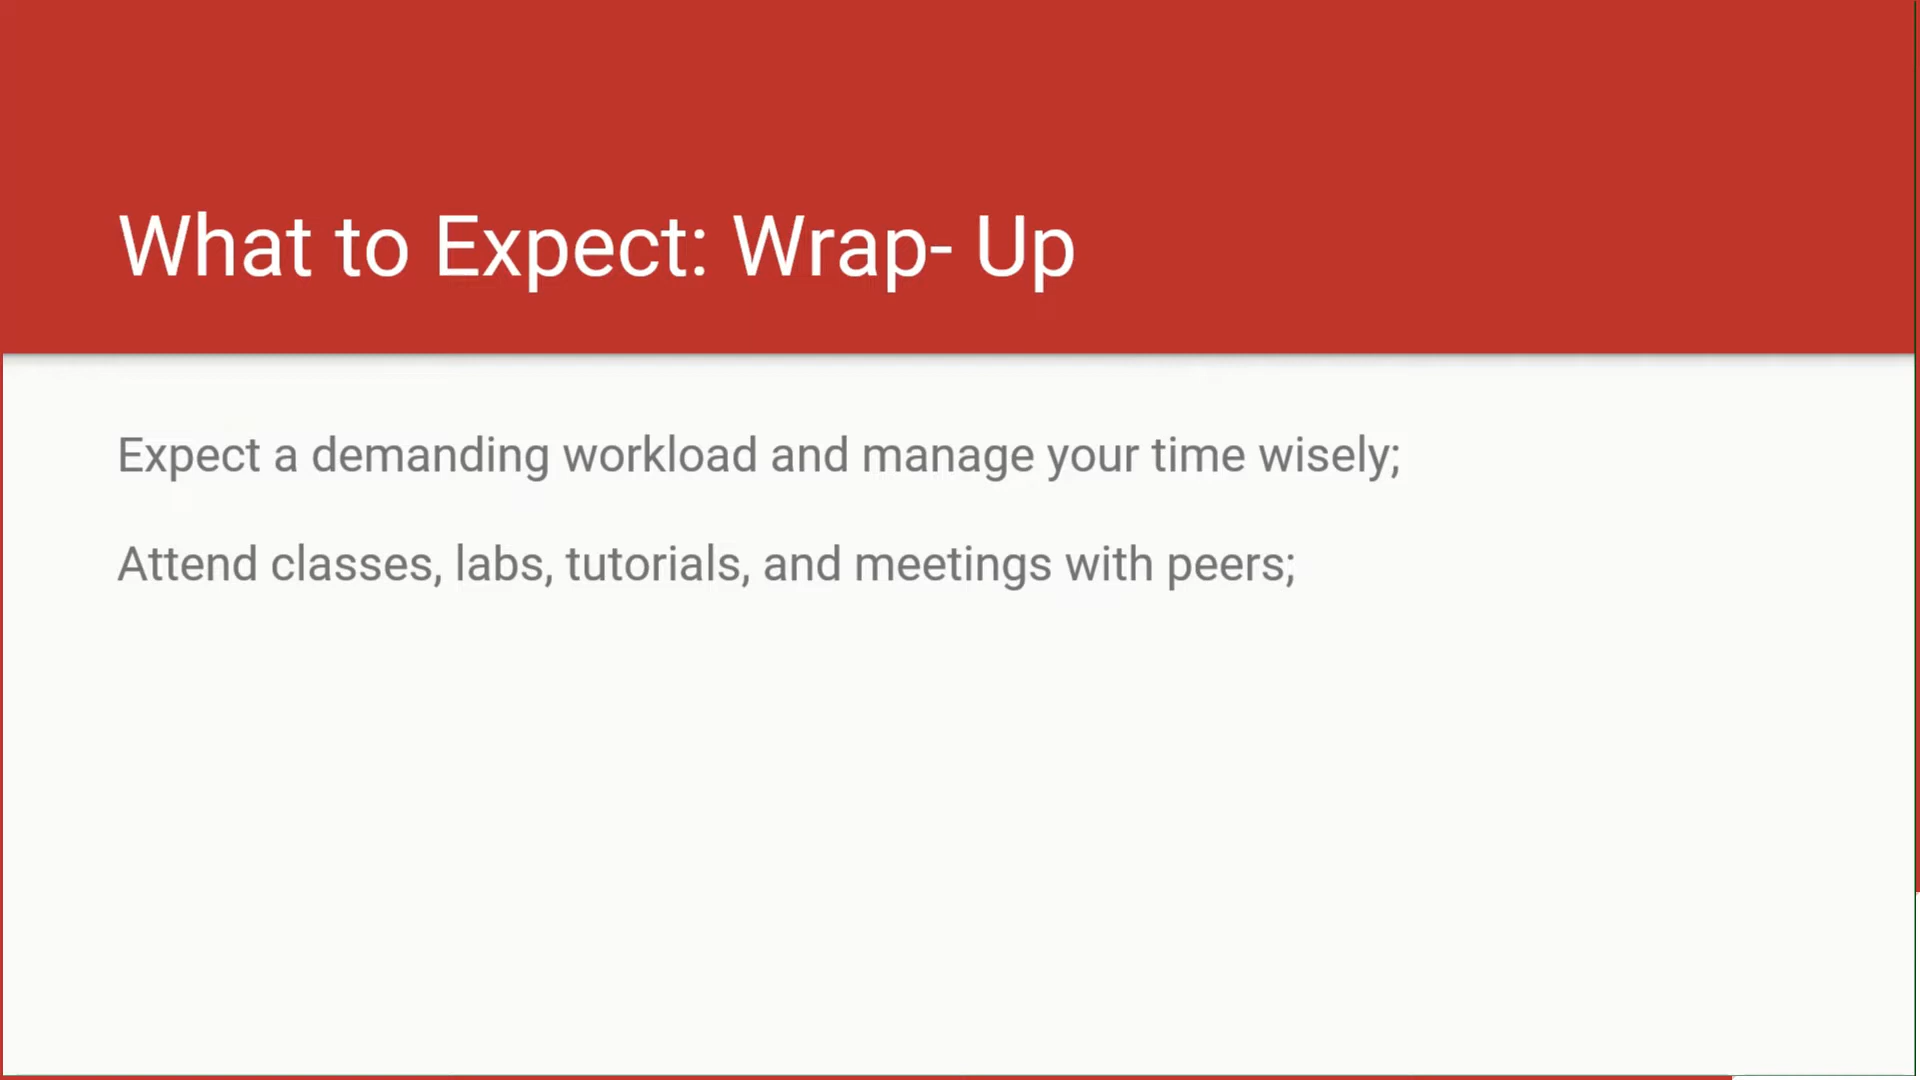 What to Expect: Wrap- Up
Expect a demanding workload and manage your time wisely;
Attend classes, labs, tutorials, and meetings with peers;